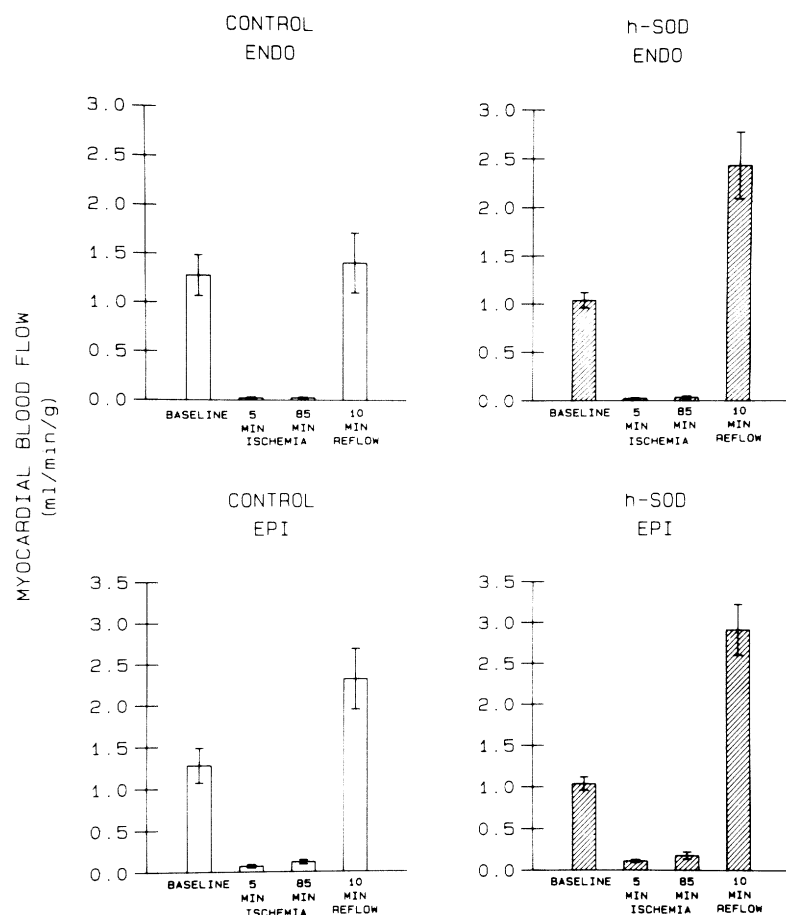 CONTROL
ENDO
h-SOD
ENDO
MYOCARDIAL BLOOD FLOW
(ml/min/g)
3.0
2.5
2.0
1.5
1.0
0.5
0.0
BASELINE 5 85 10
MIN MIN MIN
ISCHEMIA REFLOW
3.0
2.5
2.0
1.5
1.0
0.5
0.0
BASELINE 5 85 10
MIN MIN MIN
ISCHEMIA REFLOW
CONTROL
EPI
h-SOD
EPI
3.5
3.0
2.5
2.0
1.5
1.0
0.5
0.0
BASELINE 5 85 10
MIN MIN MIN
ISCHEMIA REFLOW
3.5
3.0
2.5
2.0
1.5
1.0
0.5
0.0
BASELINE 5 85 10
MIN MIN MIN
ISCHEMIA REFLOW